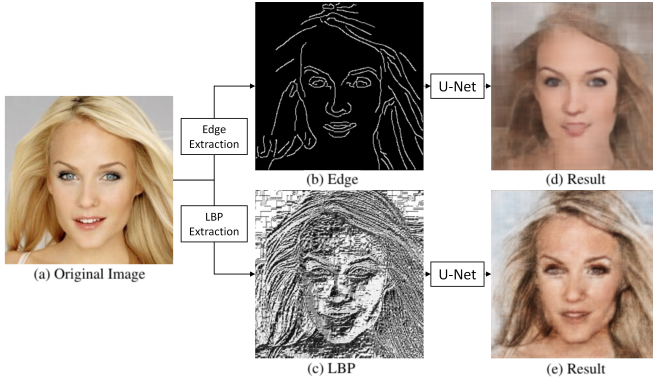 Edge
Extraction
LBP
Extraction
(a) Original Image
(b) Edge
U-Net
(d) Result
(c) LBP
U-Net
(e) Result